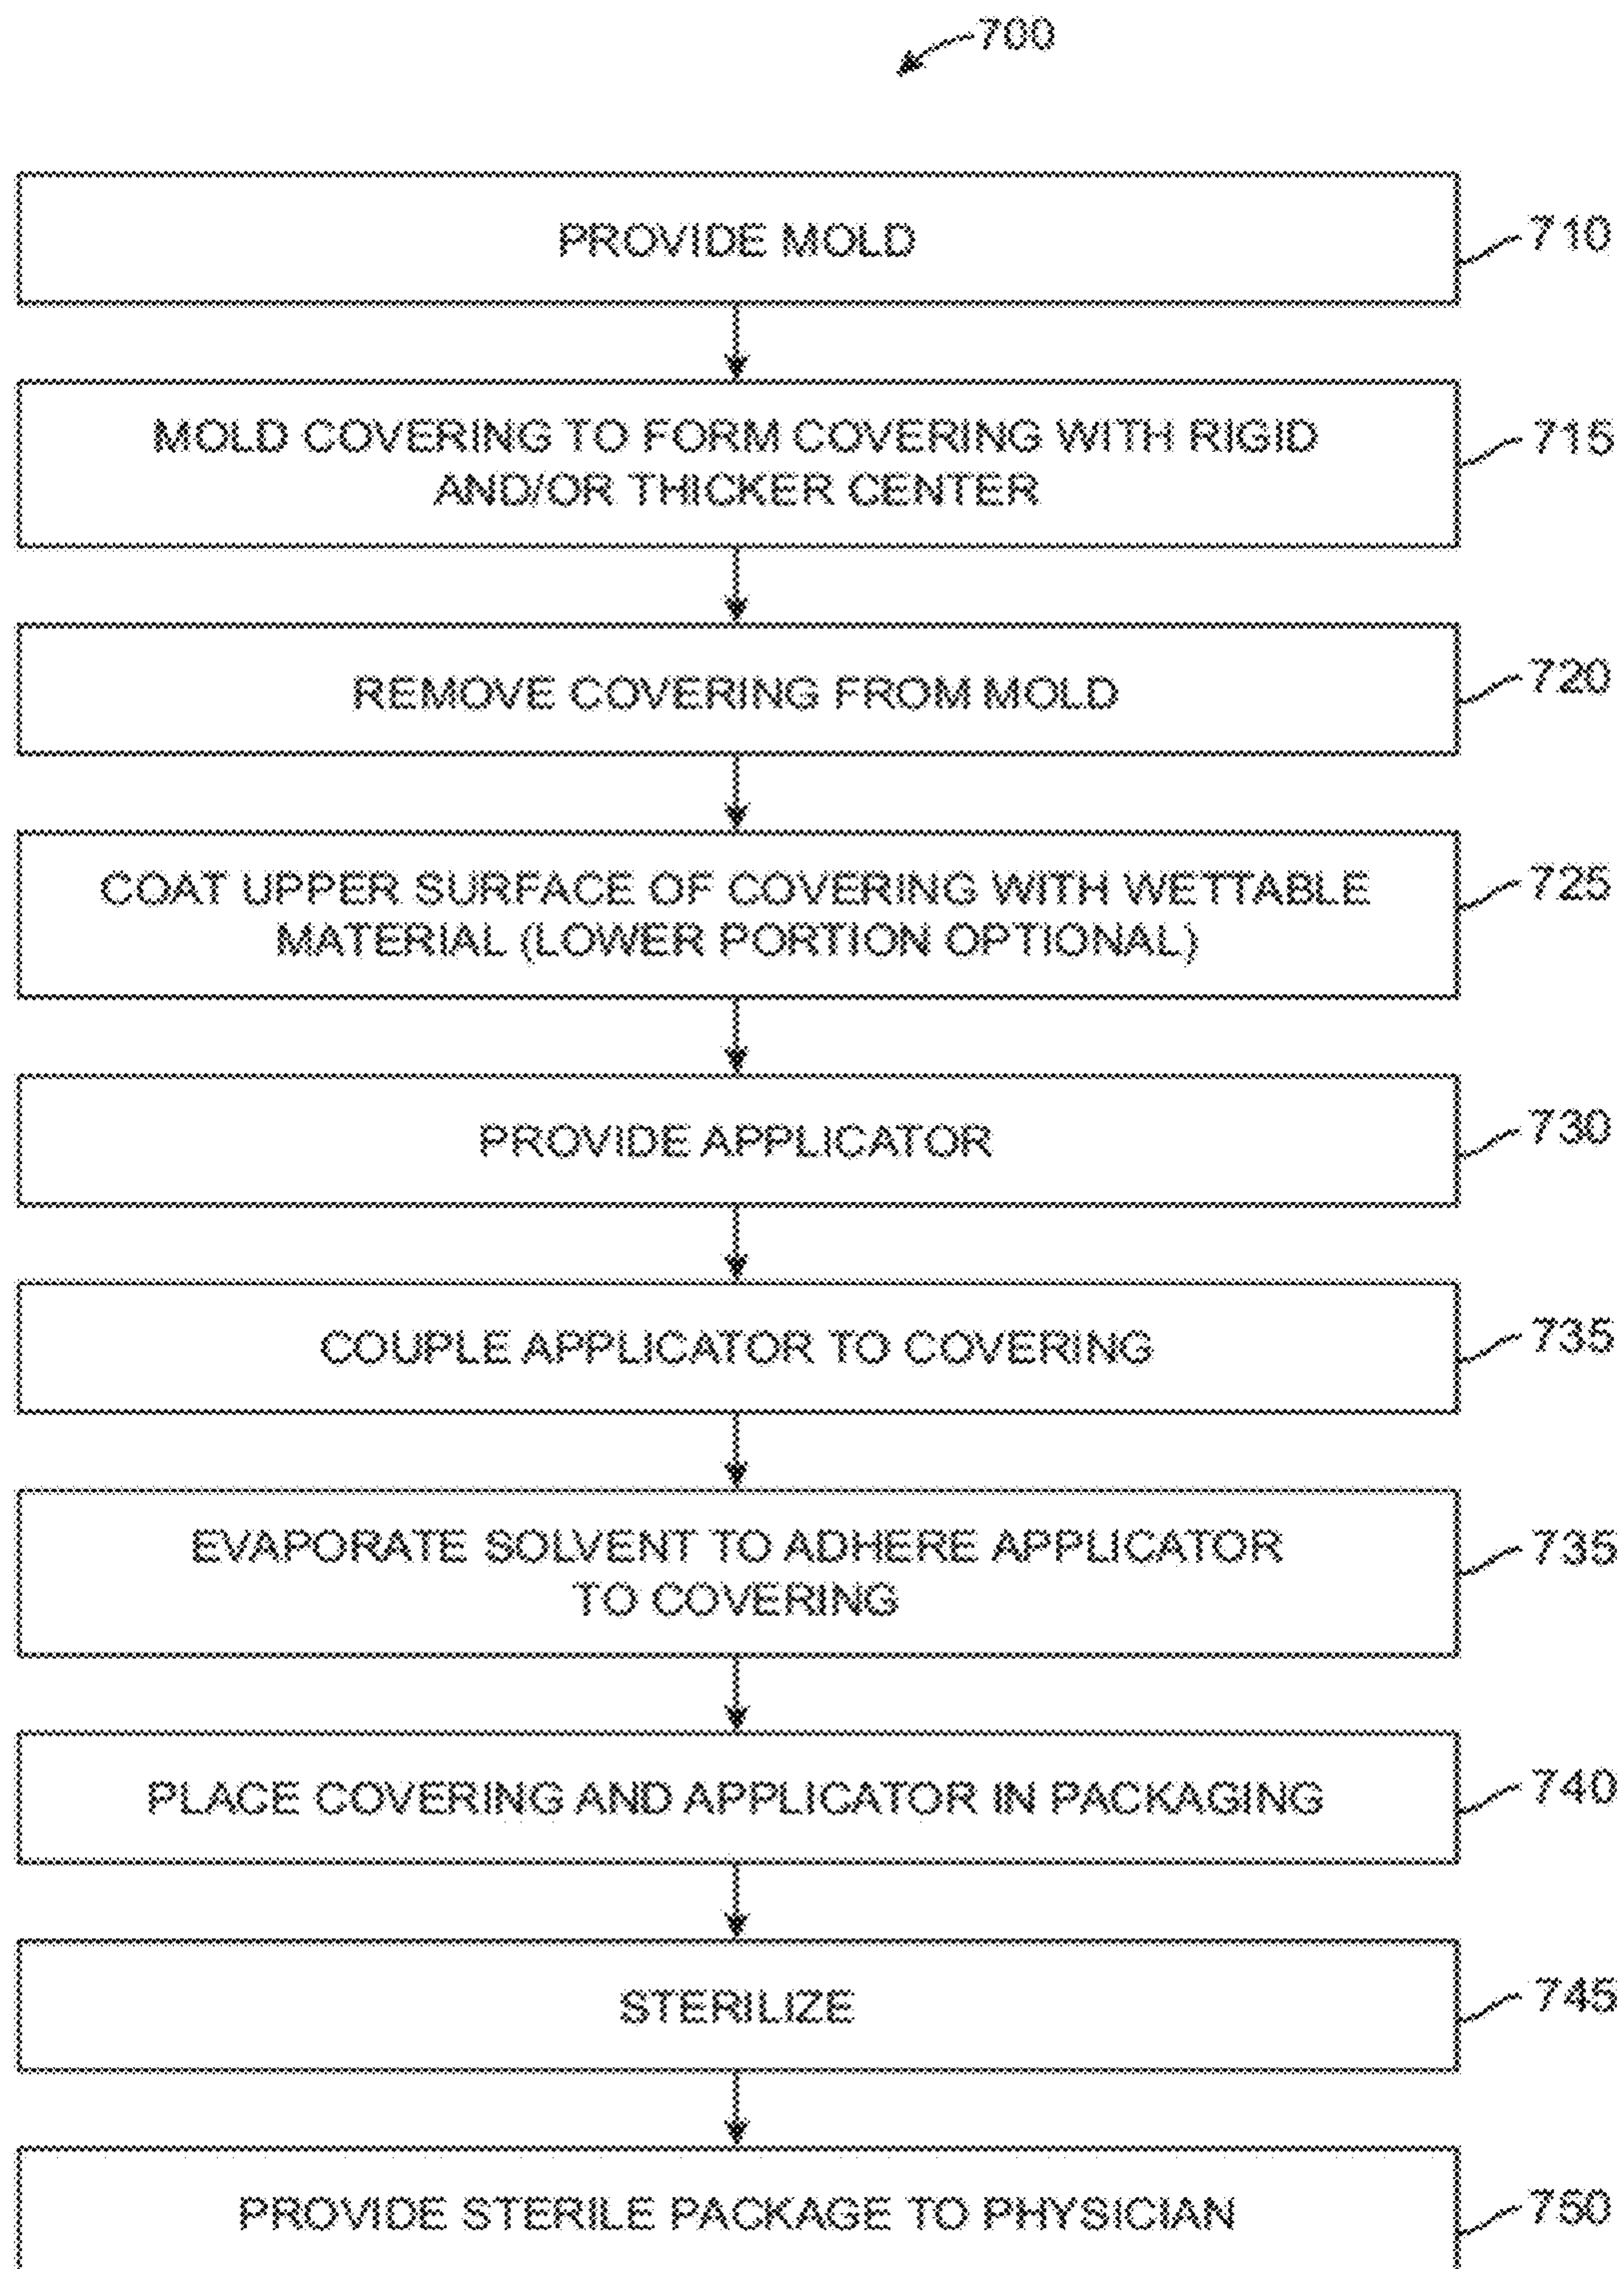 700
PROVIDE MOLD
710
MOLD COVERING TO FORM COVERING WITH RIGID
AND/OR THICKER CENTER
715
REMOVE COVERING FROM MOLD
720
COAT UPPER SURFACE OF COVERING WITH WETTABLE
MATERIAL (LOWER PORTION OPTIONAL)
725
PROVIDE APPLICATOR
730
COUPLE APPLICATOR TO COVERING
735
EVAPORATE SOLVENT TO ADHERE APPLICATOR
TO COVERING
735
PLACE COVERING AND APPLICATOR IN PACKAGING
740
STERILIZE
745
PROVIDE STERILE PACKAGE TO PHYSICIAN
750